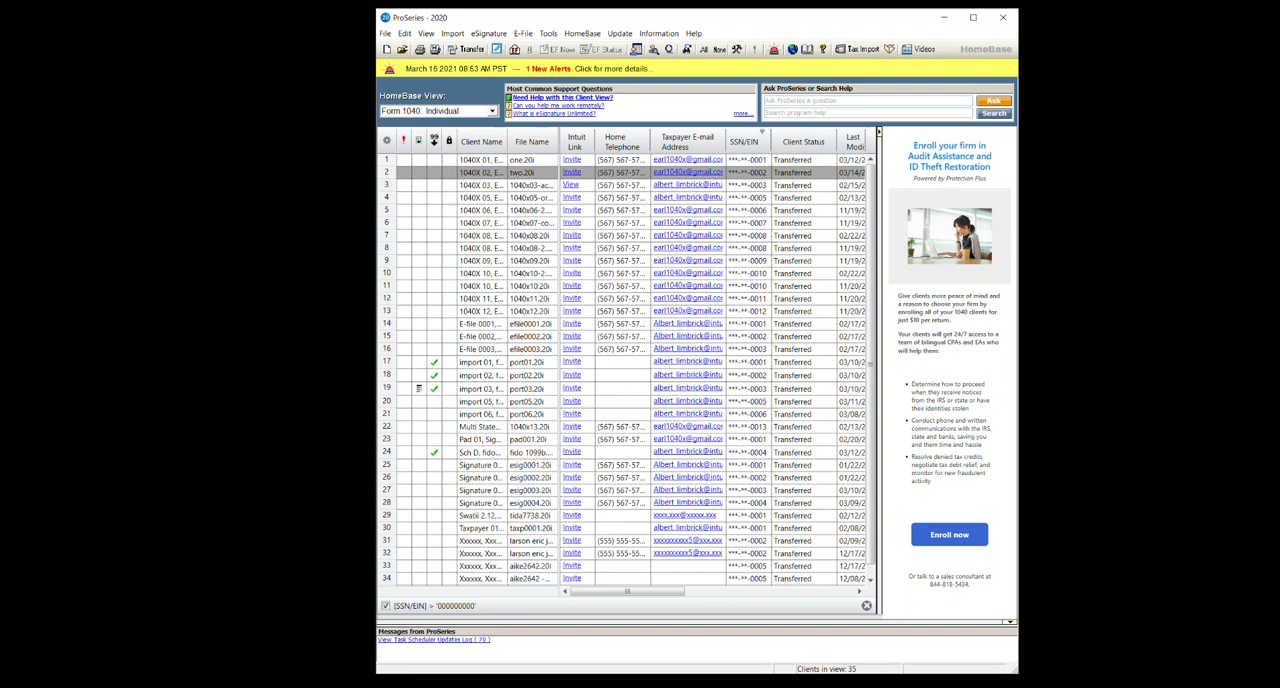 20 ProSeries - 2020
File Edit View Import eSignature E-File Tools HomeBase Update Information Help
Transfer EF Now EF Status All None Tax Import Videos HomeBase
March 15 2021 08:53 AM PST — 1 New Alerts. Click for more details...
HomeBase View:
Form 1040: Individual
Most Common Support Questions
Need Help with this Client View?
Can you help me work remotely?
What is eSignature Unlimited?
more...
Ask ProSeries or Search Help
Ask ProSeries a question Ask
Search program help Search
Client Name File Name Intuit Link Home Telephone Taxpayer E-mail Address SSN/EIN Client Status Last Modi
1 1040X 01, E... one.20i Invite (567) 567-57... earl1040x@gmail.cor ***-**-0001 Transferred 03/12/2
2 1040X 02, E... two.20i Invite (567) 567-57... earl1040x@gmail.cor ***-**-0002 Transferred 03/14/2
3 1040X 03, E... 1040x03-ac... View (567) 567-57... albert_limbrick@intu ***-**-0003 Transferred 02/15/2
4 1040X 05, E... 1040x05-or... Invite (567) 567-57... albert_limbrick@intu ***-**-0005 Transferred 02/13/2
5 1040X 06, E... 1040x06-2.... Invite (567) 567-57... earl1040x@gmail.cor ***-**-0006 Transferred 11/19/2
6 1040X 07, E... 1040x07-co... Invite (567) 567-57... earl1040x@gmail.cor ***-**-0007 Transferred 11/19/2
7 1040X 08, E... 1040x08.20i Invite (567) 567-57... earl1040x@gmail.cor ***-**-0008 Transferred 02/22/2
8 1040X 08, E... 1040x08-2.... Invite (567) 567-57... earl1040x@gmail.cor ***-**-0008 Transferred 11/19/2
9 1040X 09, E... 1040x09.20i Invite (567) 567-57... earl1040x@gmail.cor ***-**-0009 Transferred 11/19/2
10 1040X 10, E... 1040x10-2.... Invite (567) 567-57... earl1040x@gmail.cor ***-**-0010 Transferred 02/22/2
11 1040X 10, E... 1040x10.20i Invite (567) 567-57... earl1040x@gmail.cor ***-**-0010 Transferred 11/20/2
12 1040X 11, E... 1040x11.20i Invite (567) 567-57... earl1040x@gmail.cor ***-**-0011 Transferred 11/20/2
13 1040X 12, E... 1040x12.20i Invite (567) 567-57... earl1040x@gmail.cor ***-**-0012 Transferred 11/20/2
14 E-file 0001,... efile0001.20i Invite (567) 567-57... Albert_limbrick@intu ***-**-0001 Transferred 02/17/2
15 E-file 0002,... efile0002.20i Invite (567) 567-57... Albert_limbrick@intu ***-**-0002 Transferred 02/17/2
16 E-file 0003,... efile0003.20i Invite (567) 567-57... Albert_limbrick@intu ***-**-0003 Transferred 02/17/2
17 import 01, f... port01.20i Invite albert_limbrick@intu ***-**-0001 Transferred 03/10/2
18 import 02, f... port02.20i Invite albert_limbrick@intu ***-**-0002 Transferred 03/10/2
19 import 03, f... port03.20i Invite albert_limbrick@intu ***-**-0003 Transferred 03/10/2
20 import 05, f... port05.20i Invite albert_limbrick@intu ***-**-0005 Transferred 03/11/2
21 import 06, f... port06.20i Invite albert_limbrick@intu ***-**-0006 Transferred 03/08/2
22 Multi State... 1040x13.20i Invite (567) 567-57... earl1040x@gmail.cor ***-**-0013 Transferred 02/13/2
23 Pad 01, Sig... pad001.20i Invite (567) 567-57... earl1040x@gmail.cor ***-**-0001 Transferred 02/20/2
24 Sch D, fido... fido 1099b... Invite albert_limbrick@intu ***-**-0004 Transferred 03/12/2
25 Signature 0... esig0001.20i Invite (567) 567-57... Albert_limbrick@intu ***-**-0001 Transferred 01/22/2
26 Signature 0... esig0002.20i Invite (567) 567-57... Albert_limbrick@intu ***-**-0002 Transferred 01/22/2
27 Signature 0... esig0003.20i Invite (567) 567-57... Albert_limbrick@intu ***-**-0003 Transferred 03/10/2
28 Signature 0... esig0004.20i Invite (567) 567-57... Albert_limbrick@intu ***-**-0004 Transferred 03/09/2
29 Swatii 2.12,... tida7738.20i Invite xxxx.xxx@xxxxx.xxx ***-**-0001 Transferred 02/12/2
30 Taxpayer 01... taxp0001.20i Invite albert_limbrick@intu ***-**-0001 Transferred 02/08/2
31 Xxxxxx, Xxx... larson eric j... Invite (555) 555-55... xxxxxxxxxx5@xxx.xxx ***-**-0002 Transferred 02/09/2
32 Xxxxxx, Xxx... larson eric j... Invite (555) 555-55... xxxxxxxxxx5@xxx.xxx ***-**-0002 Transferred 12/17/2
33 Xxxxxx, Xxx... aike2642.20i Invite ***-**-0005 Transferred 12/17/2
34 Xxxxxx, Xxx... aike2642 -... Invite ***-**-0005 Transferred 12/08/2
[SSN/EIN] > '000000000'
Enroll your firm in
Audit Assistance and
ID Theft Restoration
Powered by Protection Plus
Give clients more peace of mind and
a reason to choose your firm by
enrolling all of your 1040 clients for
just $10 per return.
Your clients will get 24/7 access to a
team of bilingual CPAs and EAs who
will help them:
• Determine how to proceed
when they receive notices
from the IRS or state or have
their identities stolen
• Conduct phone and written
communications with the IRS,
state and banks, saving you
and them time and hassle
• Resolve denied tax credits,
negotiate tax debt relief, and
monitor for new fraudulent
activity
Enroll now
Or talk to a sales consultant at
844-818-5434.
Messages from ProSeries
View Task Scheduler Updates Log ( 70 )
Clients in view: 35